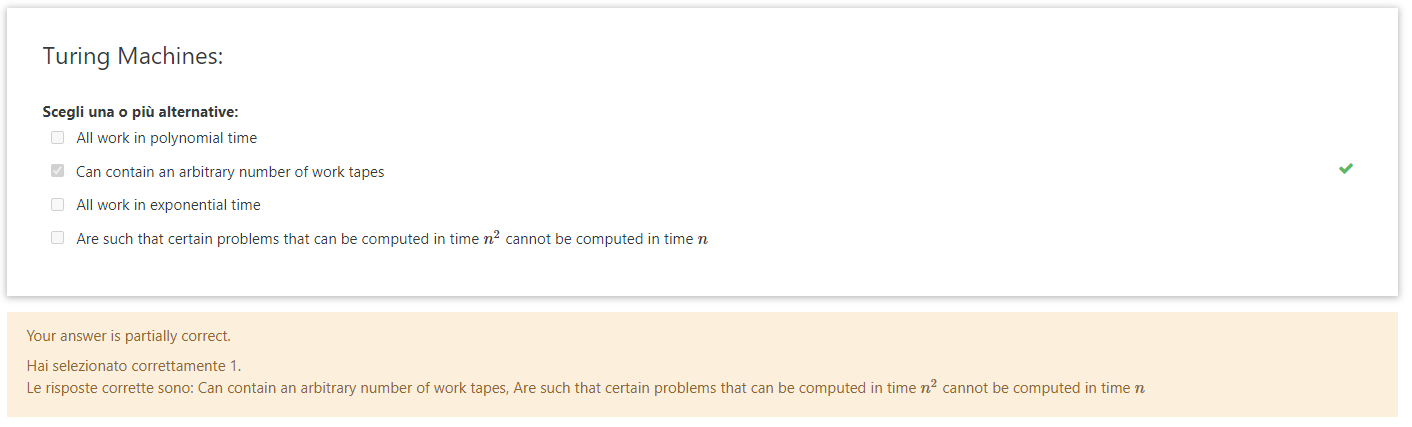 Turing Machines:
Scegli una o più alternative:
All work in polynomial time
Can contain an arbitrary number of work tapes
All work in exponential time
Are such that certain problems that can be computed in time n² cannot be computed in time n
Your answer is partially correct.
Hai selezionato correttamente 1.
Le risposte corrette sono: Can contain an arbitrary number of work tapes, Are such that certain problems that can be computed in time n² cannot be computed in time n